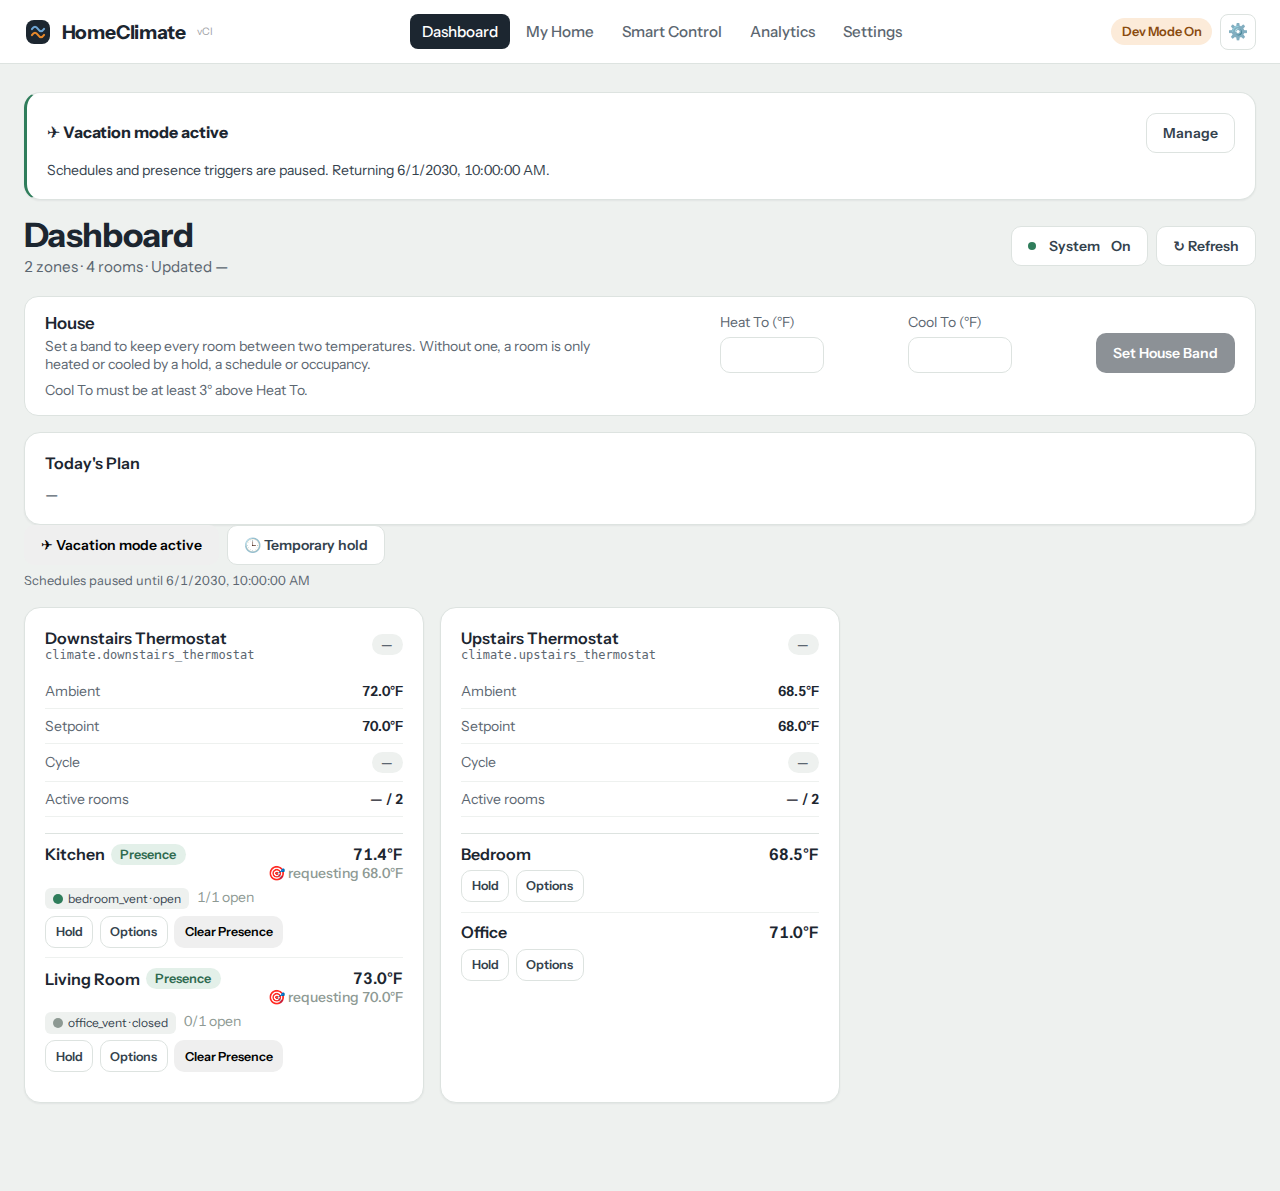 HomeClimate vCI
Dashboard My Home Smart Control Analytics Settings
Dev Mode On
✈ Vacation mode active
Manage
Schedules and presence triggers are paused. Returning 6/1/2030, 10:00:00 AM.
Dashboard
2 zones · 4 rooms · Updated —
System On
↻ Refresh
House
Set a band to keep every room between two temperatures. Without one, a room is only
heated or cooled by a hold, a schedule or occupancy.
Cool To must be at least 3° above Heat To.
Heat To (°F)
Cool To (°F)
Set House Band
Today's Plan
—
✈ Vacation mode active
🕒 Temporary hold
Schedules paused until 6/1/2030, 10:00:00 AM
Downstairs Thermostat —
climate.downstairs_thermostat
Ambient 72.0°F
Setpoint 70.0°F
Cycle —
Active rooms — / 2
Kitchen Presence 71.4°F
🎯 requesting 68.0°F
bedroom_vent · open 1/1 open
Hold Options Clear Presence
Living Room Presence 73.0°F
🎯 requesting 70.0°F
office_vent · closed 0/1 open
Hold Options Clear Presence
Upstairs Thermostat —
climate.upstairs_thermostat
Ambient 68.5°F
Setpoint 68.0°F
Cycle —
Active rooms — / 2
Bedroom 68.5°F
Hold Options
Office 71.0°F
Hold Options